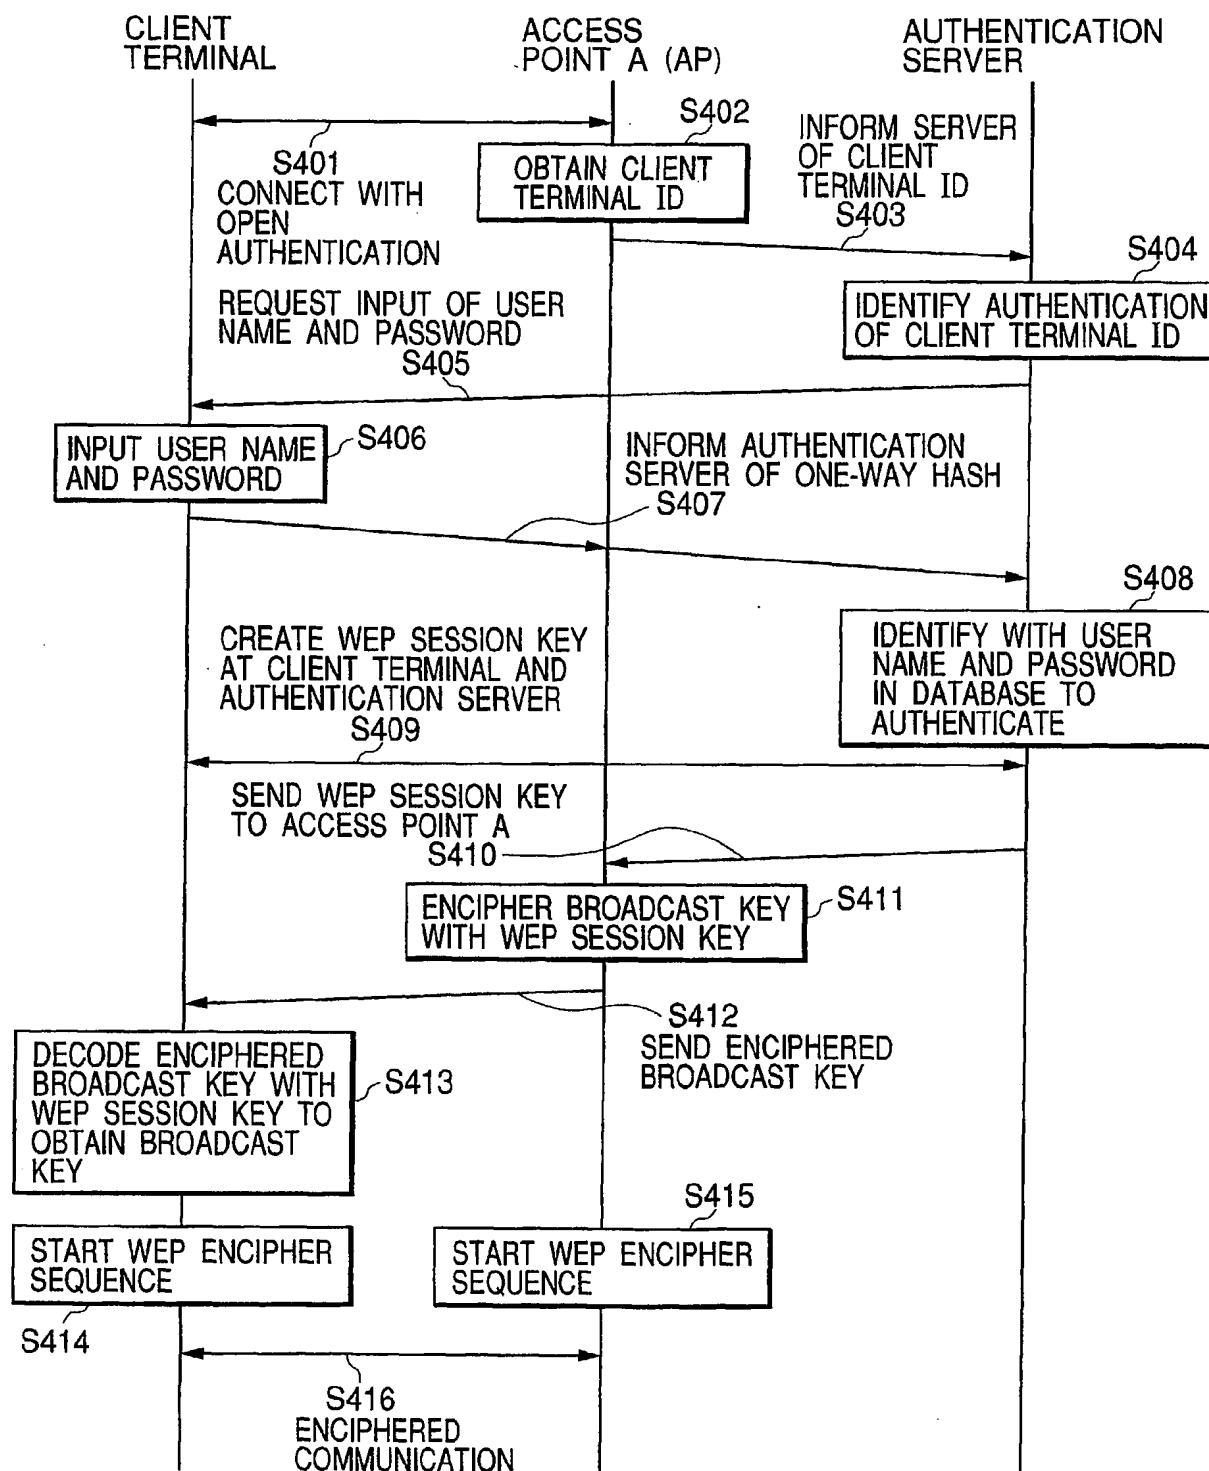 CLIENT
TERMINAL
ACCESS
POINT A (AP)
AUTHENTICATION
SERVER
S401
CONNECT WITH
OPEN
AUTHENTICATION
S402
OBTAIN CLIENT
TERMINAL ID
INFORM SERVER
OF CLIENT
TERMINAL ID
S403
S404
IDENTIFY AUTHENTICATION
OF CLIENT TERMINAL ID
REQUEST INPUT OF USER
NAME AND PASSWORD
S405
INPUT USER NAME
AND PASSWORD
S406
INFORM AUTHENTICATION
SERVER OF ONE-WAY HASH
S407
S408
IDENTIFY WITH USER
NAME AND PASSWORD
IN DATABASE TO
AUTHENTICATE
CREATE WEP SESSION KEY
AT CLIENT TERMINAL AND
AUTHENTICATION SERVER
S409
SEND WEP SESSION KEY
TO ACCESS POINT A
S410
ENCIPHER BROADCAST KEY
WITH WEP SESSION KEY
S411
S412
SEND ENCIPHERED
BROADCAST KEY
DECODE ENCIPHERED
BROADCAST KEY WITH
WEP SESSION KEY TO
OBTAIN BROADCAST
KEY
S413
START WEP ENCIPHER
SEQUENCE
S414
S415
START WEP ENCIPHER
SEQUENCE
S416
ENCIPHERED
COMMUNICATION